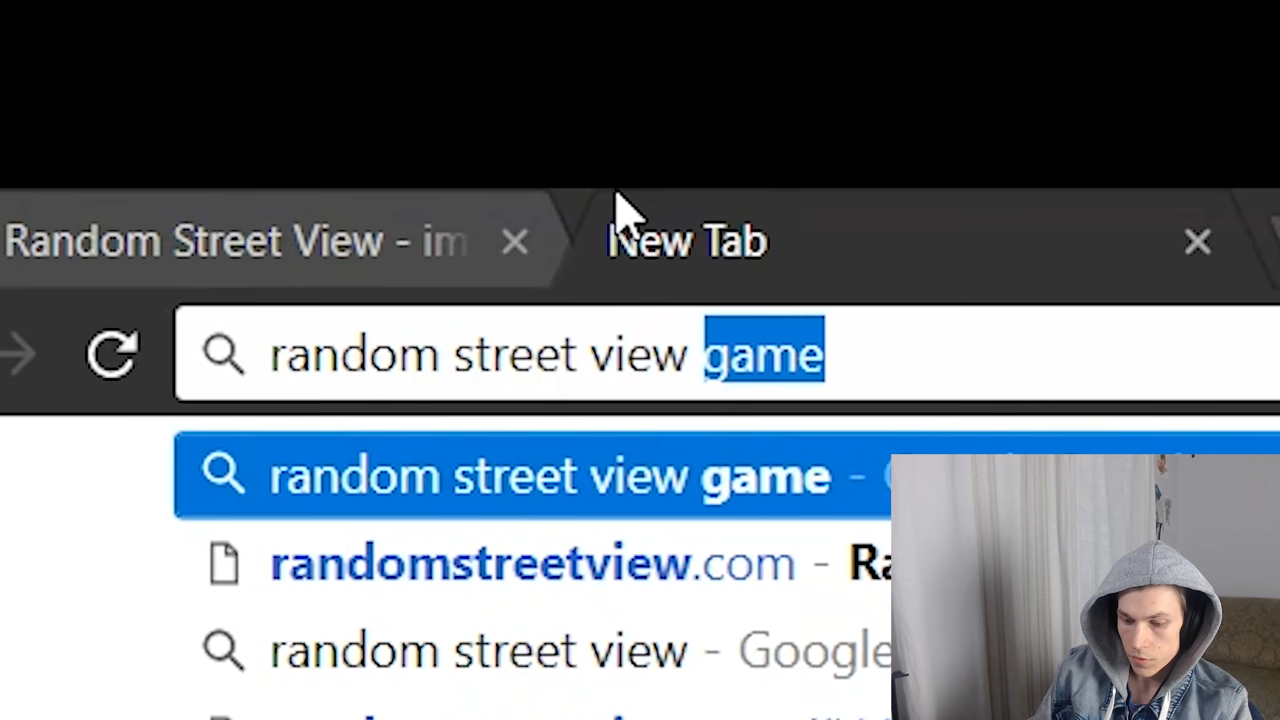 Random Street View - im
New Tab
random street view game
random street view game -
randomstreetview.com - Ra
random street view - Google